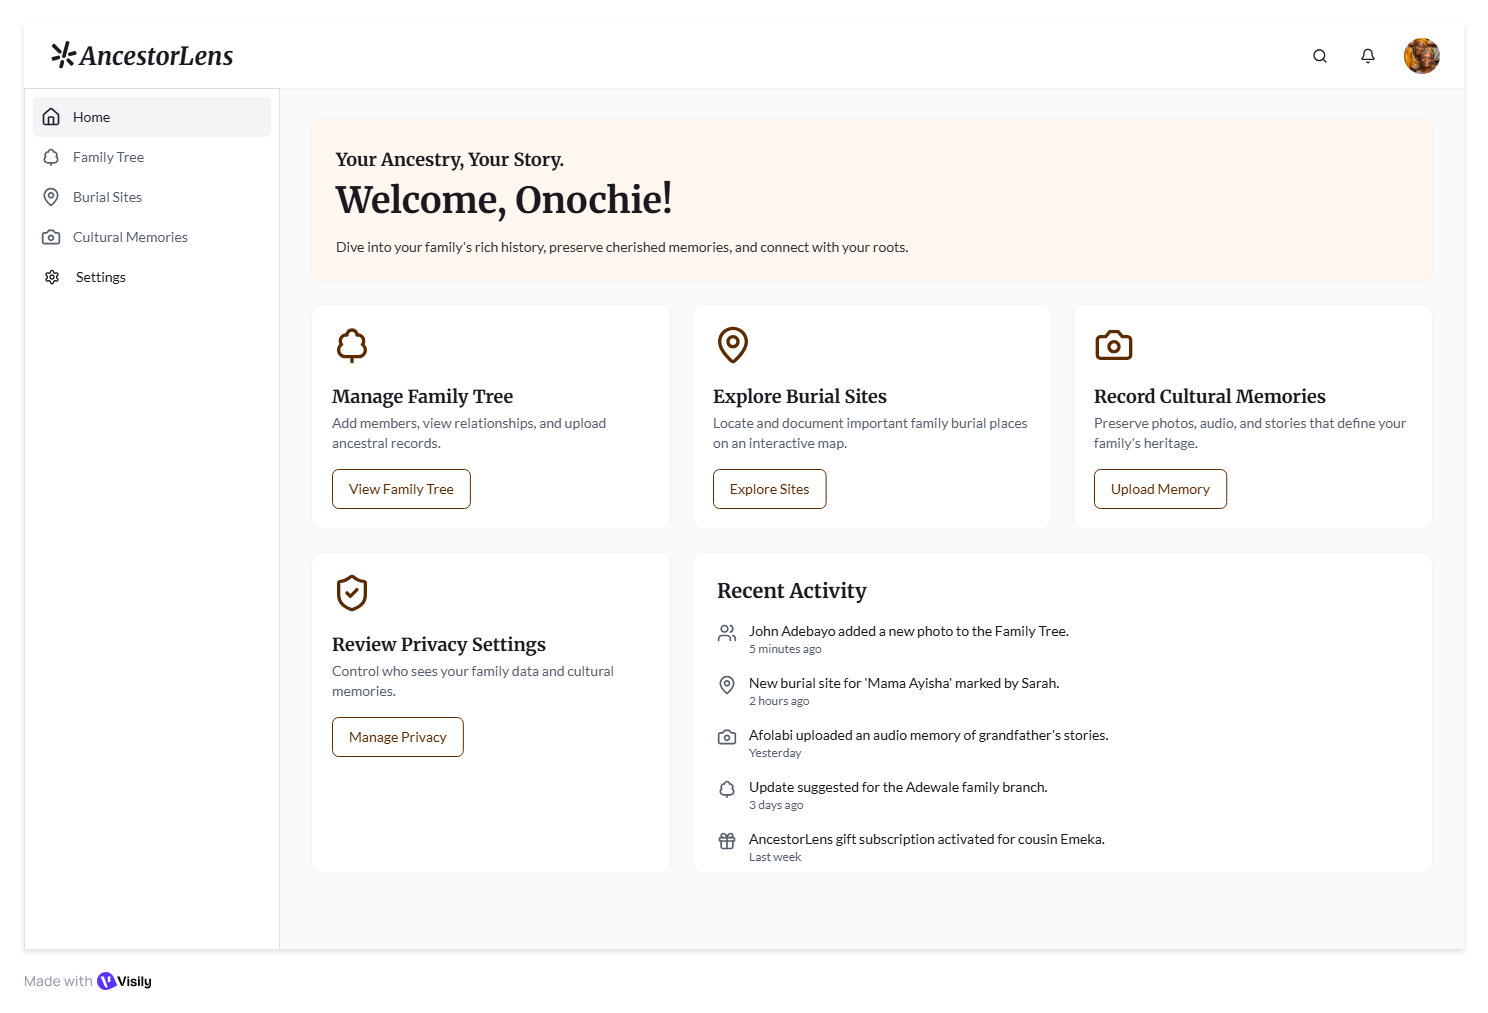 AncestorLens
Home
Family Tree
Burial Sites
Cultural Memories
Settings
Your Ancestry, Your Story.
Welcome, Onochie!
Dive into your family's rich history, preserve cherished memories, and connect with your roots.
Manage Family Tree
Add members, view relationships, and upload
ancestral records.
View Family Tree
Explore Burial Sites
Locate and document important family burial places
on an interactive map.
Explore Sites
Record Cultural Memories
Preserve photos, audio, and stories that define your
family's heritage.
Upload Memory
Review Privacy Settings
Control who sees your family data and cultural
memories.
Manage Privacy
Recent Activity
John Adebayo added a new photo to the Family Tree.
5 minutes ago
New burial site for 'Mama Ayisha' marked by Sarah.
2 hours ago
Afolabi uploaded an audio memory of grandfather's stories.
Yesterday
Update suggested for the Adewale family branch.
3 days ago
AncestorLens gift subscription activated for cousin Emeka.
Last week
Made with Visily